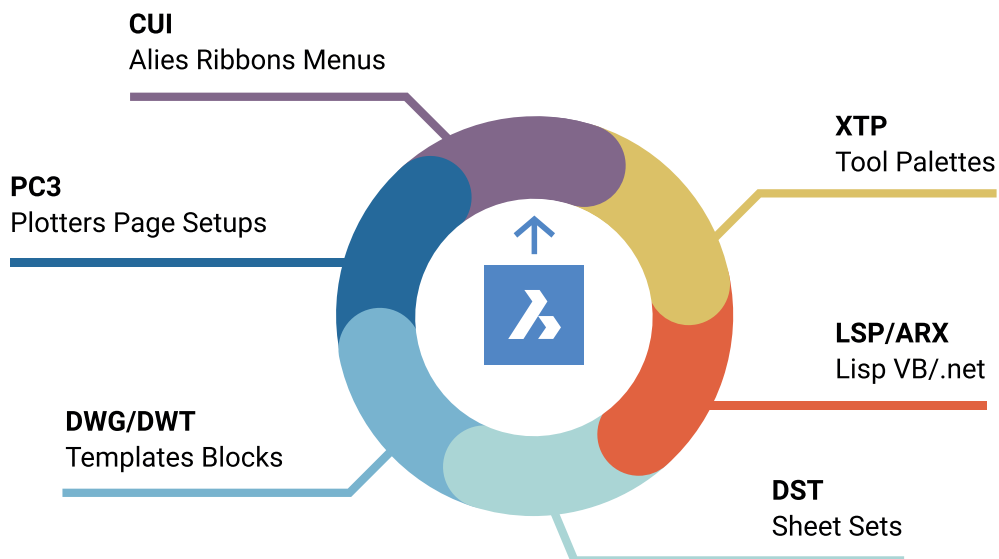 CUI
Alies Ribbons Menus
XTP
Tool Palettes
PC3
Plotters Page Setups
LSP/ARX
Lisp VB/.net
DWG/DWT
Templates Blocks
DST
Sheet Sets